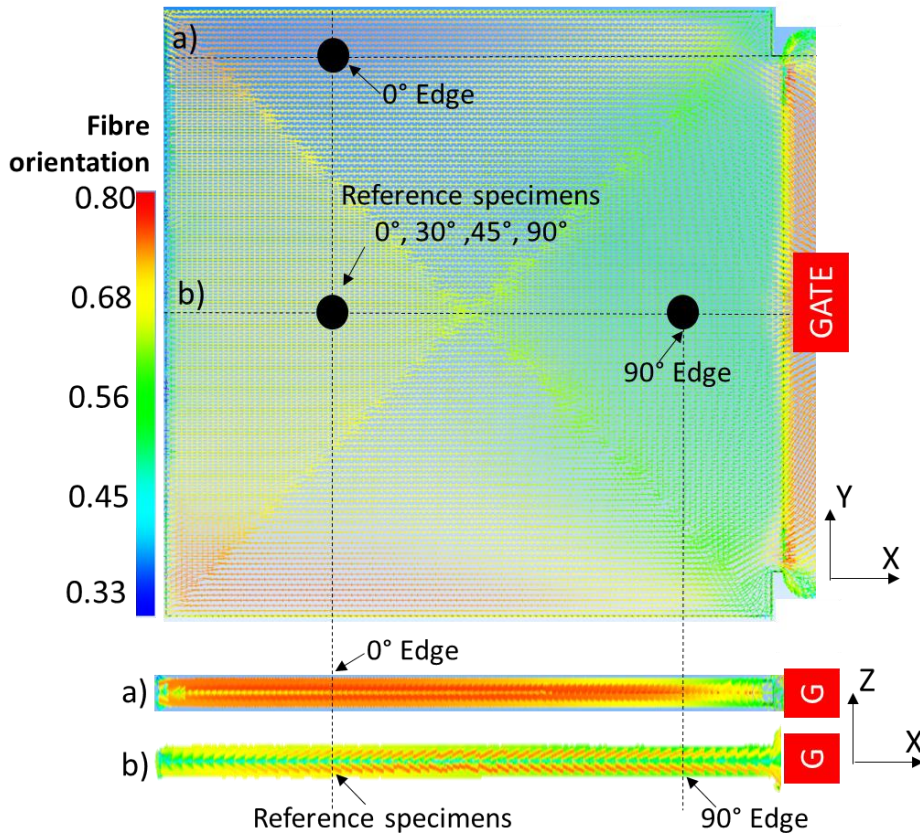 a)
0° Edge
Fibre
orientation
0.80
0.68
0.56
0.45
0.33
Reference specimens
0°, 30° ,45°, 90°
b)
90° Edge
GATE
Y
X
0° Edge
a)
G
Z
X
b)
G
Reference specimens
90° Edge